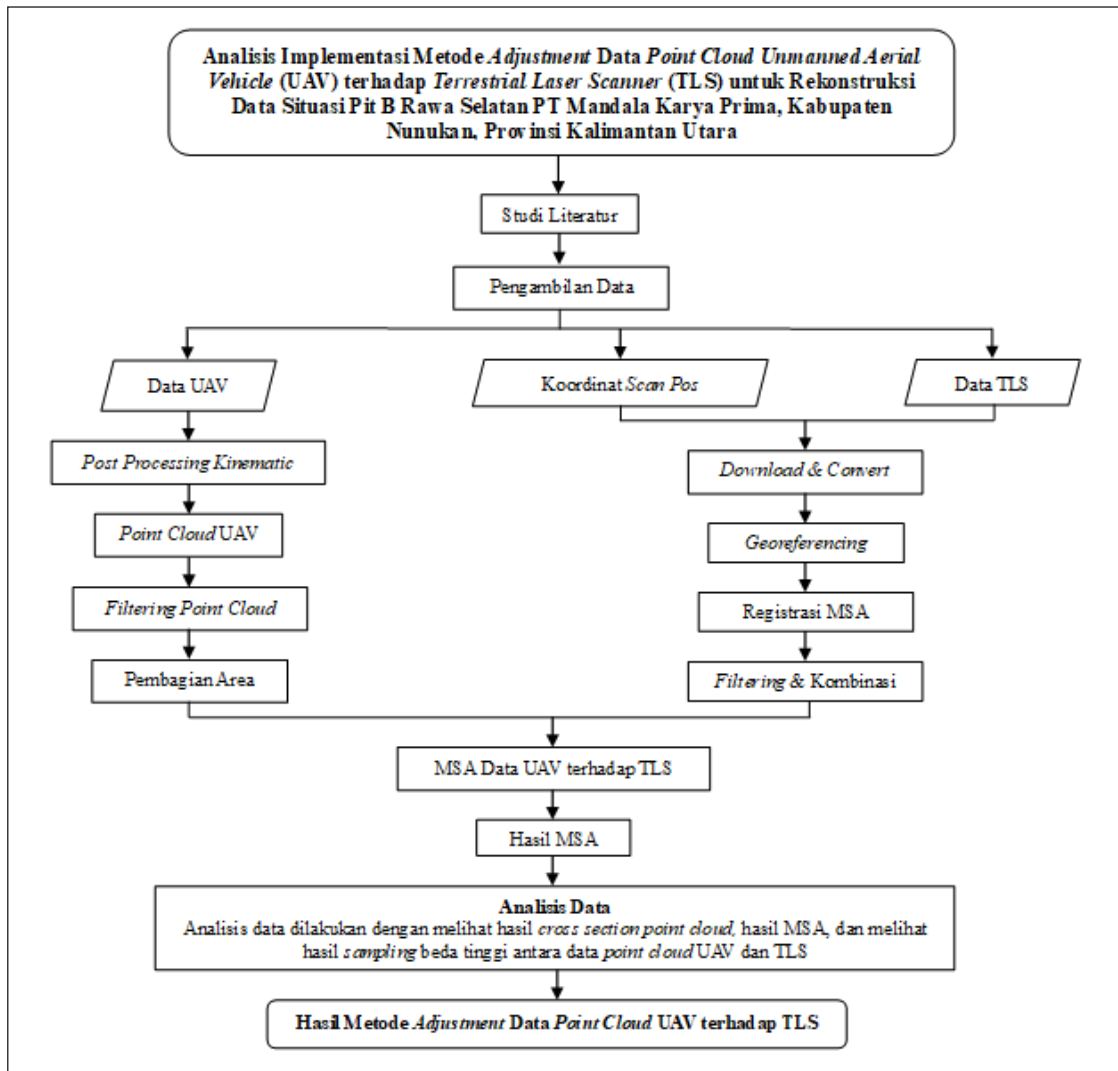 Analisis Implementasi Metode Adjustment Data Point Cloud Unmanned Aerial
Vehicle (UAV) terhadap Terrestrial Laser Scanner (TLS) untuk Rekonstruksi
Data Situasi Pit B Rawa Selatan PT Mandala Karya Prima, Kabupaten
Nunukan, Provinsi Kalimantan Utara
Studi Literatur
Pengambilan Data
Data UAV
Koordinat Scan Pos
Data TLS
Post Processing Kinematic
Download & Convert
Point Cloud UAV
Georeferencing
Filtering Point Cloud
Registrasi MSA
Pembagian Area
Filtering & Kombinasi
MSA Data UAV terhadap TLS
Hasil MSA
Analisis Data
Analisis data dilakukan dengan melihat hasil cross section point cloud, hasil MSA, dan melihat
hasil sampling beda tinggi antara data point cloud UAV dan TLS
Hasil Metode Adjustment Data Point Cloud UAV terhadap TLS